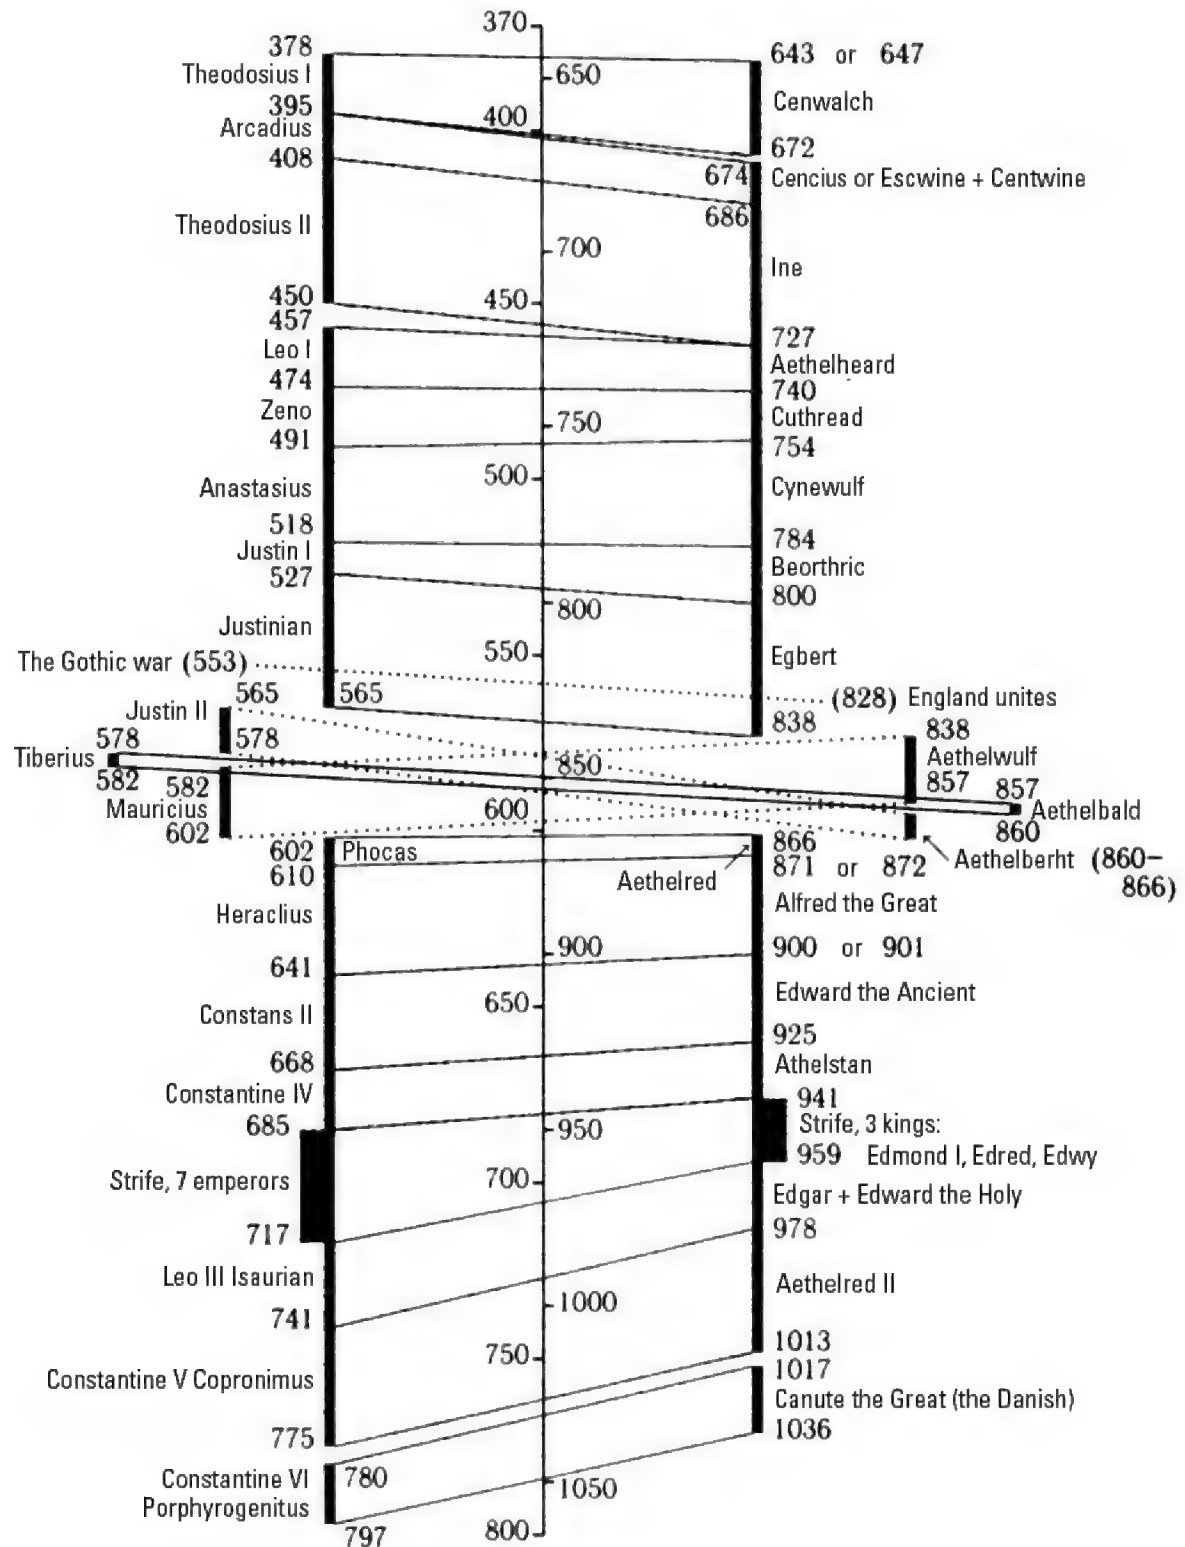 370
378
643 or 647
Theodosius I
650
Cenwalch
395
400
Arcadius
672
408
674
Cencius or Escwine + Centwine
686
Theodosius II
700
Ine
450
450
457
727
Leo I
Aethelheard
474
740
Zeno
750
Cuthread
491
754
500
Anastasius
Cynewulf
518
784
Justin I
Beorthric
527
800
800
Justinian
550
Egbert
The Gothic war (553)
565
565
(828) England unites
Justin II
838
838
578
578
Tiberius
850
Aethelwulf
582
582
857
857
Mauricius
600
Aethelbald
602
860
602
Phocas
866
610
Aethelred
871 or 872
Aethelberht (860–
866)
Heraclius
Alfred the Great
900
900 or 901
641
Edward the Ancient
650
Constans II
925
668
Athelstan
Constantine IV
941
685
950
Strife, 3 kings:
959 Edmond I, Edred, Edwy
Strife, 7 emperors
700
Edgar + Edward the Holy
717
978
Leo III Isaurian
Aethelred II
741
1000
1013
750
1017
Constantine V Copronimus
Canute the Great (the Danish)
775
1036
Constantine VI
780
Porphyrogenitus
1050
797
800